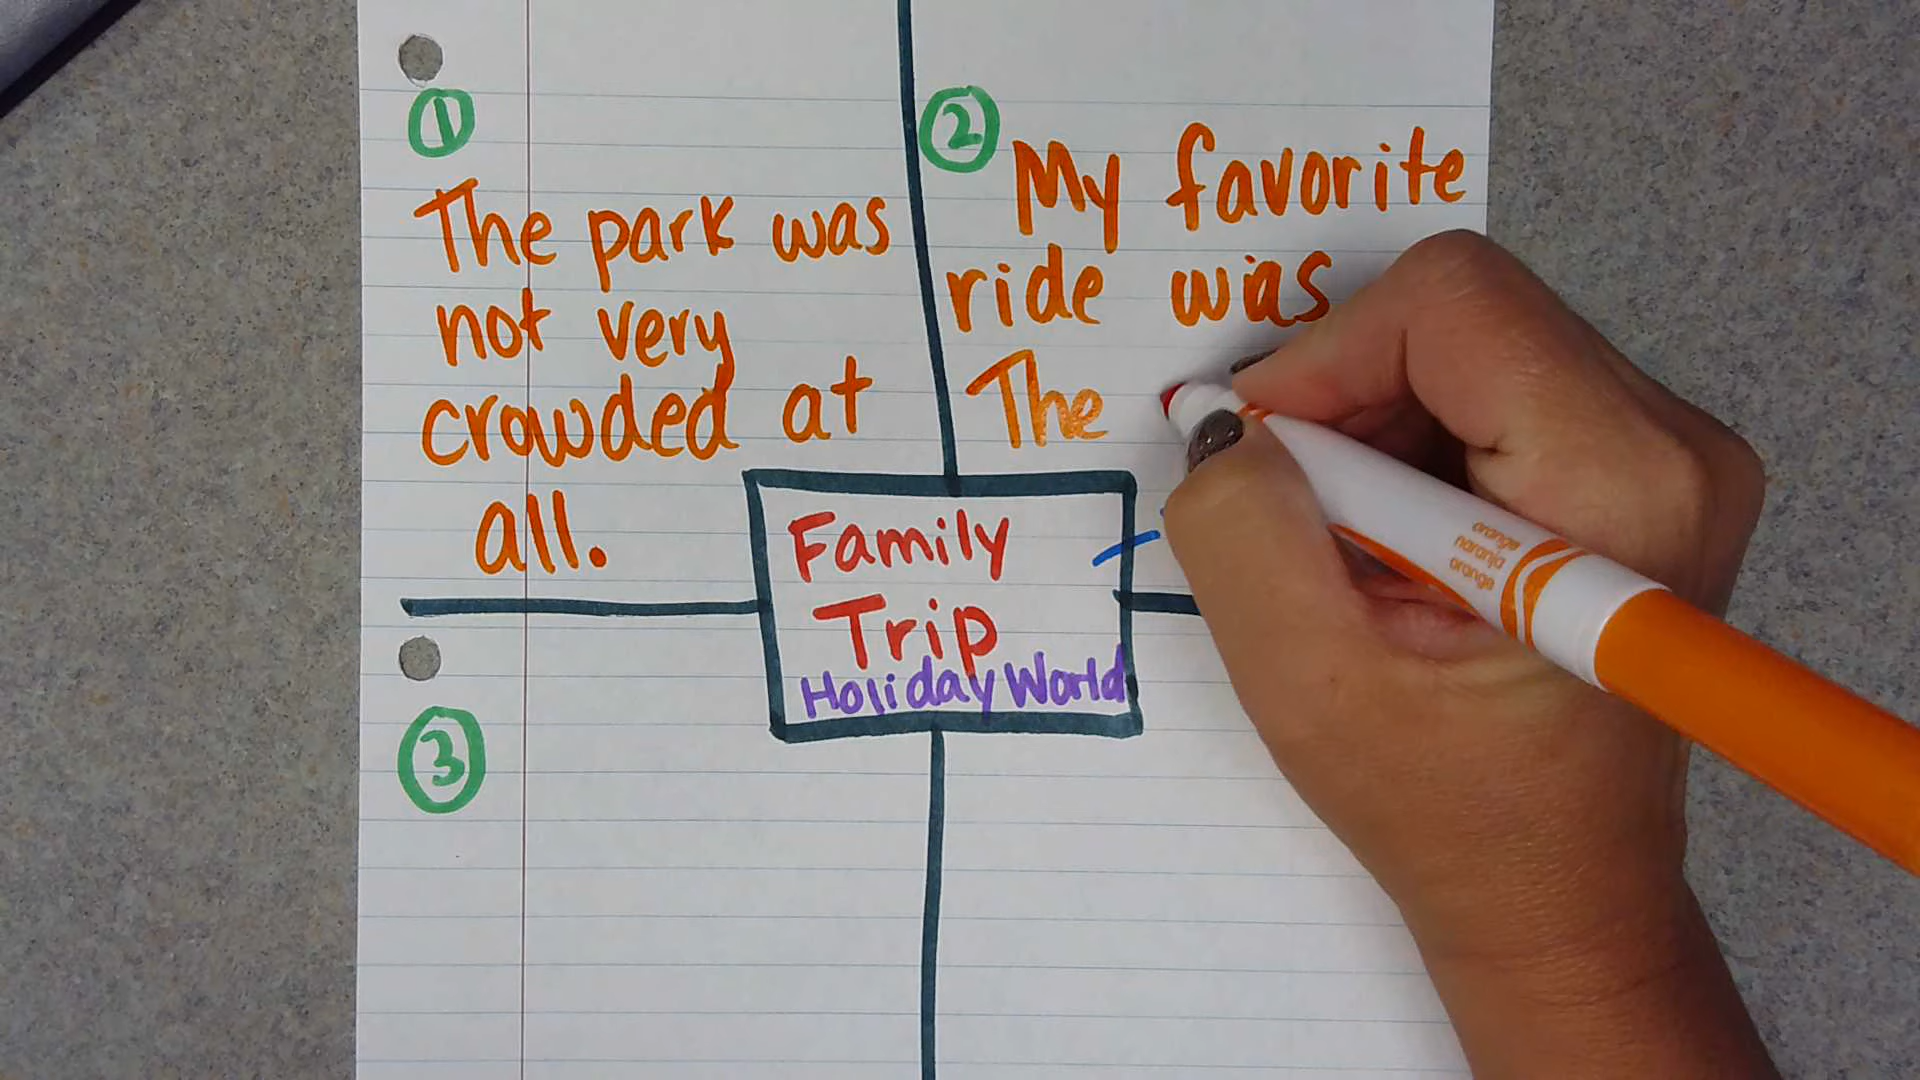 ①
The park was
not very
crowded at
all.
②
My favorite
ride was
The
Family
Trip
Holiday World
③
orange
naranja
orange